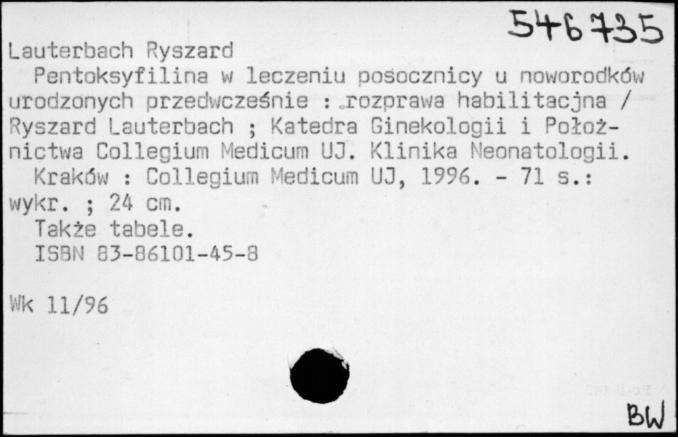 546735
Lauterbach Ryszard
Pentoksyfilina w leczeniu posocznicy u noworodków
urodzonych przedwcześnie : rozprawa habilitacjna /
Ryszard Lauterbach ; Katedra Ginekologii i Położ-
nictwa Collegium Medicum UJ. Klinika Neonatologii.
Kraków : Collegium Medicum UJ, 1996. - 71 s.:
wykr. ; 24 cm.
Także tabele.
ISBN 83-86101-45-8
Wk 11/96
BW